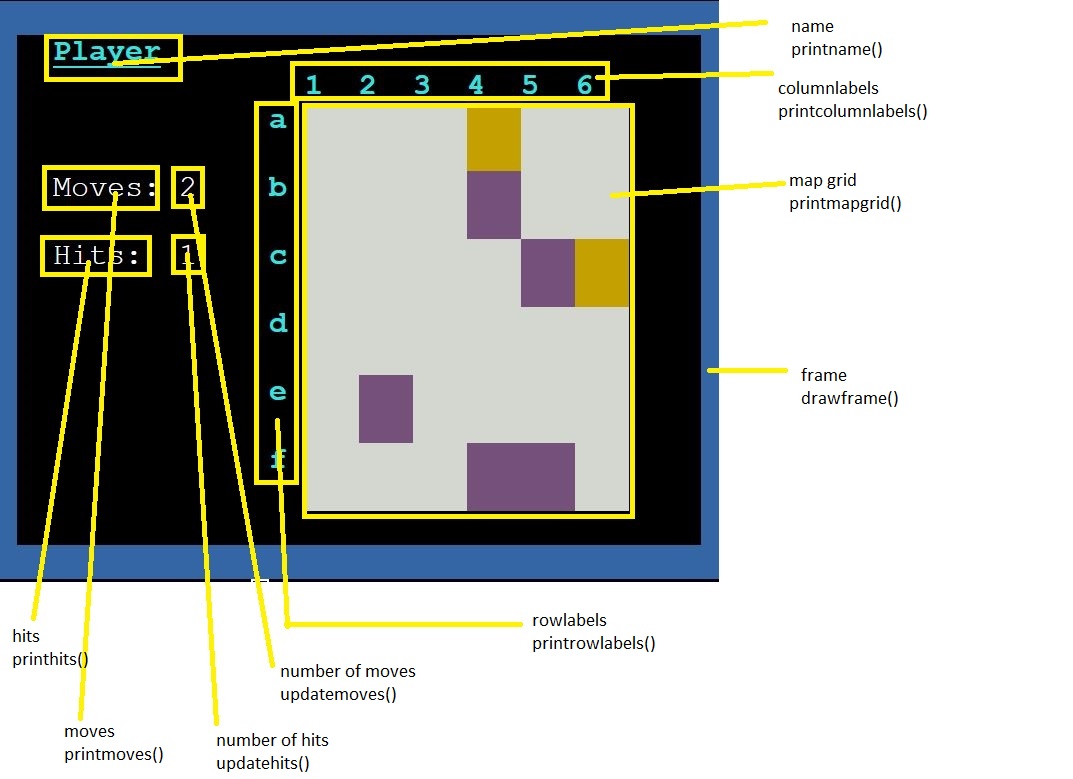 Player
name
printname()
1 2 3 4 5 6
columnlabels
printcolumnlabels()
a
Moves: 2
b
map grid
printmapgrid()
Hits: 1
c
d
e
frame
drawframe()
f
rowlabels
printrowlabels()
hits
printhits()
number of moves
updatemoves()
moves
printmoves()
number of hits
updatehits()